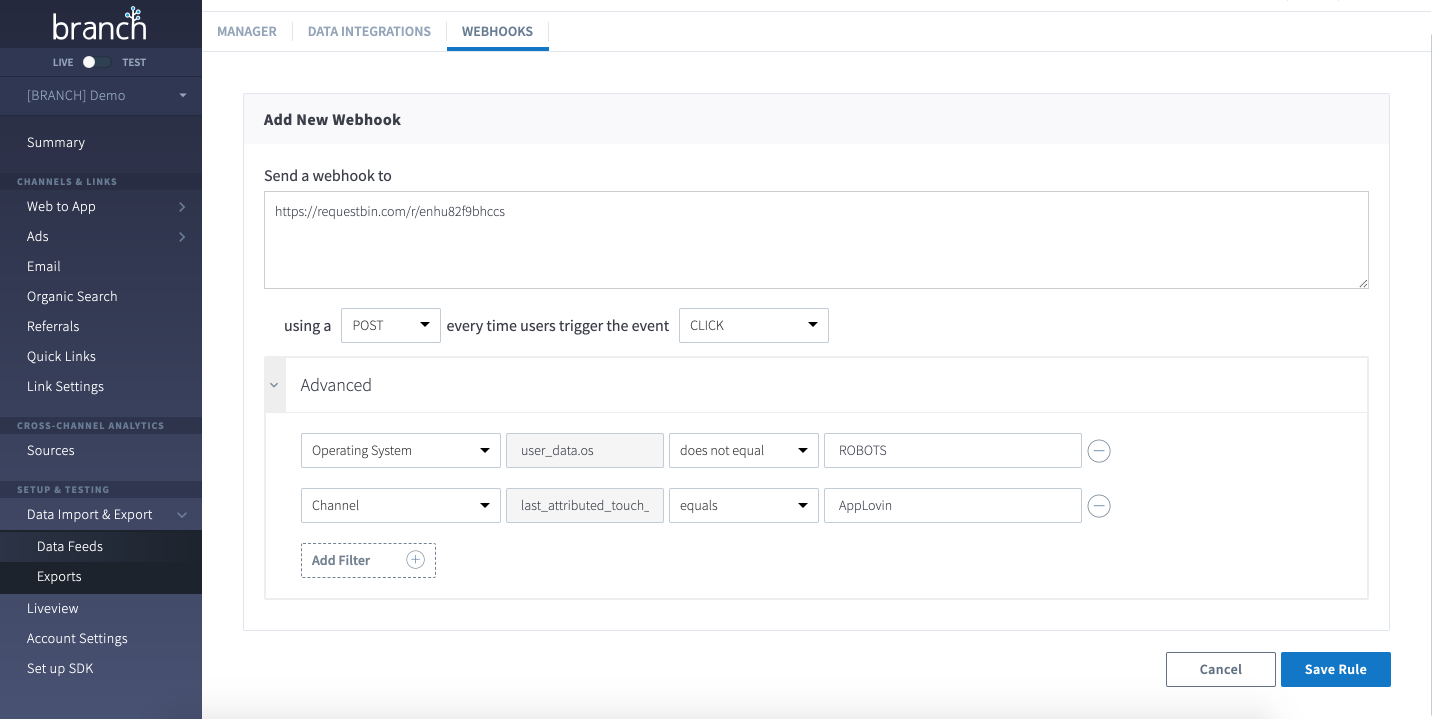 branch
LIVE TEST
[BRANCH] Demo
Summary
CHANNELS & LINKS
Web to App
Ads
Email
Organic Search
Referrals
Quick Links
Link Settings
CROSS-CHANNEL ANALYTICS
Sources
SETUP & TESTING
Data Import & Export
Data Feeds
Exports
Liveview
Account Settings
Set up SDK
MANAGER DATA INTEGRATIONS WEBHOOKS
Add New Webhook
Send a webhook to
https://requestbin.com/r/enhu82f9bhccs
using a POST every time users trigger the event CLICK
Advanced
Operating System user_data.os does not equal ROBOTS
Channel last_attributed_touch_ equals AppLovin
Add Filter
Cancel Save Rule